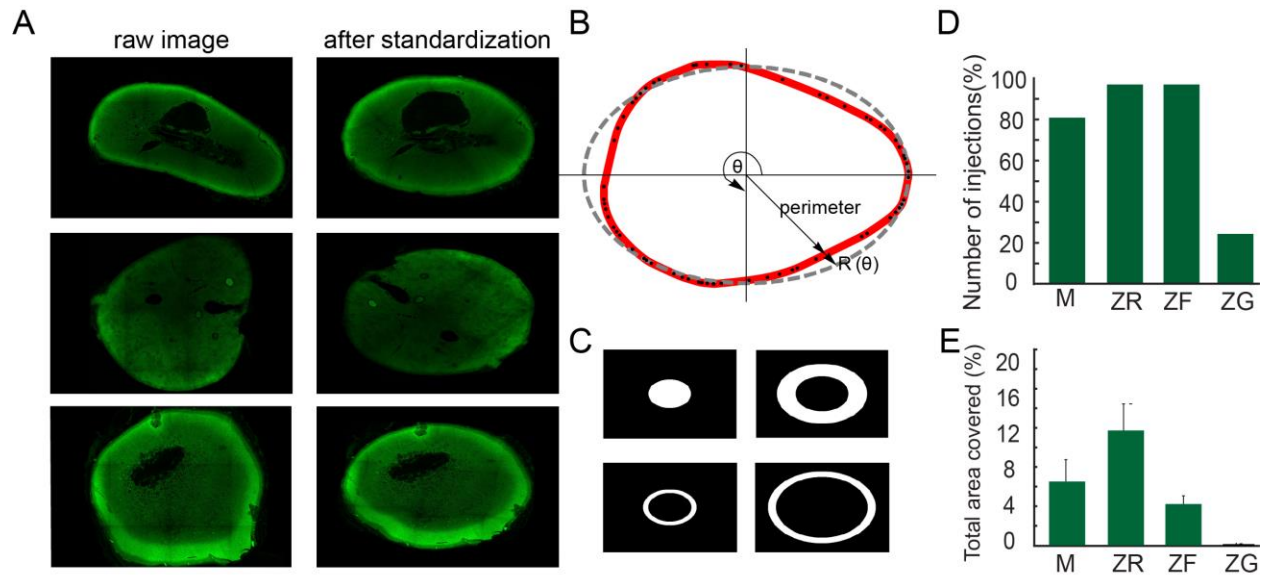 A
raw image
after standardization
B
θ
perimeter
R (θ)
C
D
Number of injections(%)
100
80
60
40
20
0
M ZR ZF ZG
E
Total area covered (%)
20
16
12
8
4
0
M ZR ZF ZG